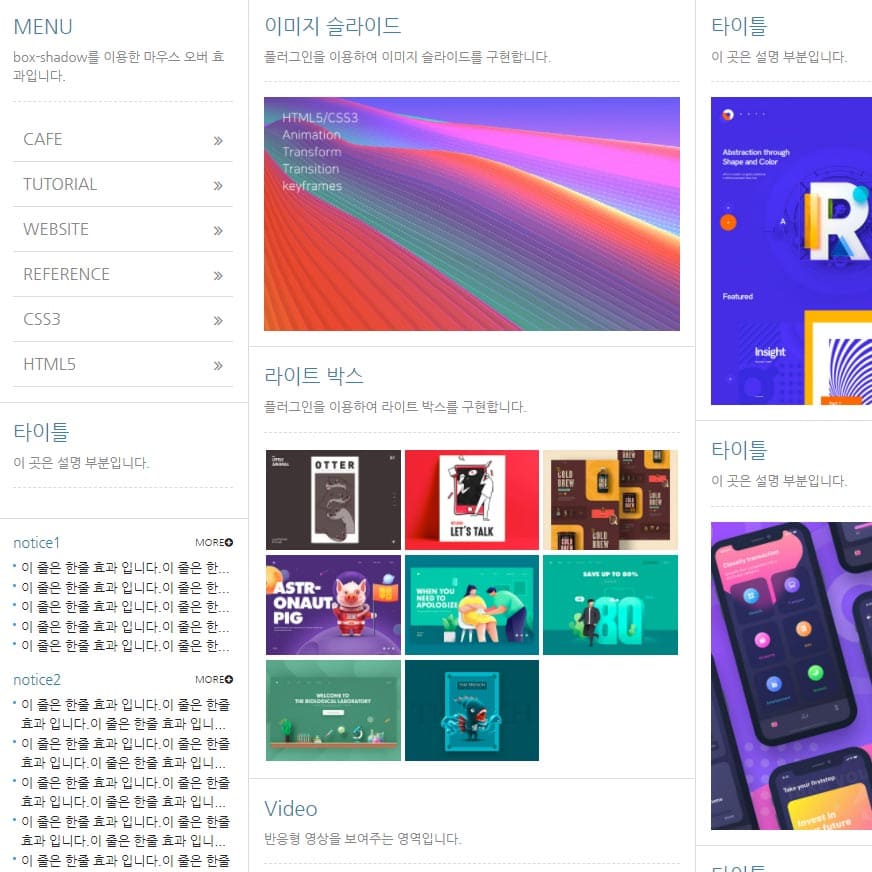 MENU
box-shadow를 이용한 마우스 오버 효
과입니다.
CAFE
TUTORIAL
WEBSITE
REFERENCE
CSS3
HTML5
타이틀
이 곳은 설명 부분입니다.
notice1
MORE
이 줄은 한줄 효과 입니다.이 줄은 한...
이 줄은 한줄 효과 입니다.이 줄은 한...
이 줄은 한줄 효과 입니다.이 줄은 한...
이 줄은 한줄 효과 입니다.이 줄은 한...
이 줄은 한줄 효과 입니다.이 줄은 한...
notice2
MORE
이 줄은 한줄 효과 입니다.이 줄은 한줄
효과 입니다.이 줄은 한줄 효과 입니...
이 줄은 한줄 효과 입니다.이 줄은 한줄
효과 입니다.이 줄은 한줄 효과 입니...
이 줄은 한줄 효과 입니다.이 줄은 한줄
효과 입니다.이 줄은 한줄 효과 입니...
이 줄은 한줄 효과 입니다.이 줄은 한줄
효과 입니다.이 줄은 한줄 효과 입니...
이 줄은 한줄 효과 입니다.이 줄은 한줄
이미지 슬라이드
플러그인을 이용하여 이미지 슬라이드를 구현합니다.
HTML5/CSS3
Animation
Transform
Transition
keyframes
라이트 박스
플러그인을 이용하여 라이트 박스를 구현합니다.
OTTER
LET'S TALK
COLD
BREW
ASTR-
ONAUT.
PIG
WHEN YOU
NEED TO
APOLOGIZE
SAVE UP TO 80%
80
WELCOME TO
THE BIOLOGICAL LABORATORY
THE TRENCH
Video
반응형 영상을 보여주는 영역입니다.
타이틀
이 곳은 설명 부분입니다.
Abstraction through
Shape and Color
A
R
Featured
Insight
타이틀
이 곳은 설명 부분입니다.
Classify transaction
Take your firststep.
Invest in
your future
타이틀